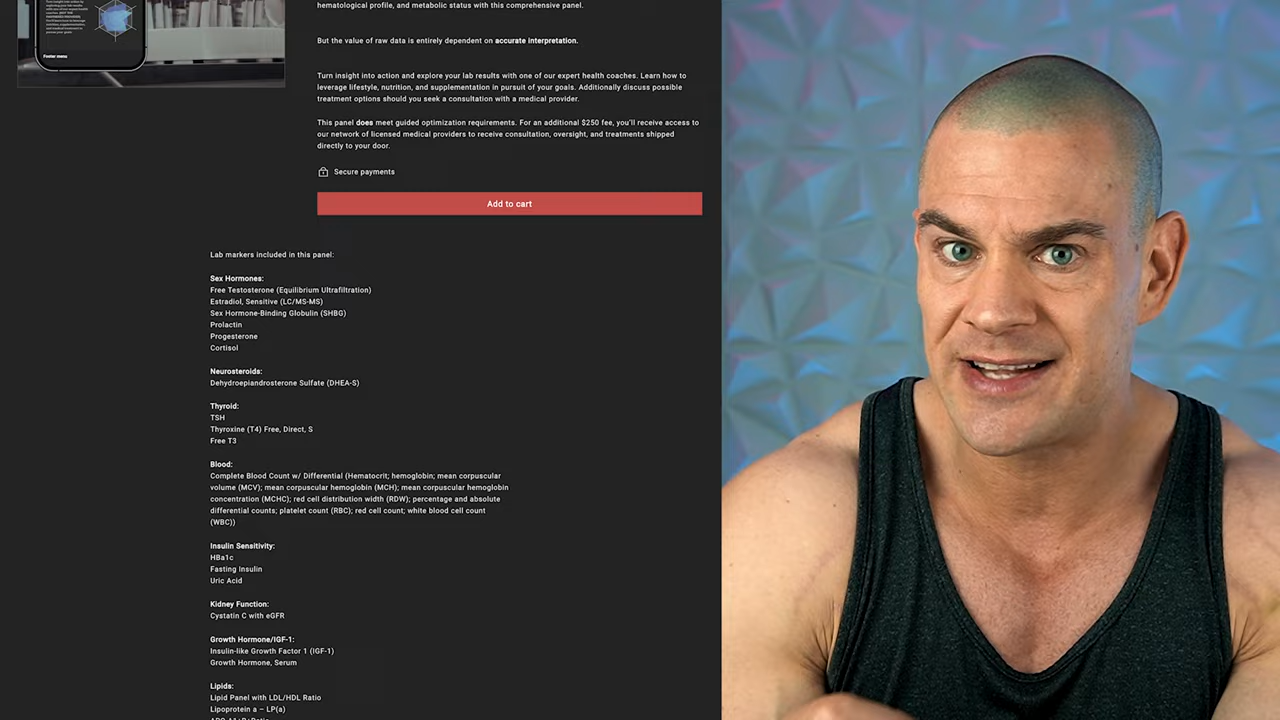 Footer menu
hematological profile, and metabolic status with this comprehensive panel.
But the value of raw data is entirely dependent on accurate interpretation.
Turn insight into action and explore your lab results with one of our expert health coaches. Learn how to
leverage lifestyle, nutrition, and supplementation in pursuit of your goals. Additionally discuss possible
treatment options should you seek a consultation with a medical provider.
This panel does meet guided optimization requirements. For an additional $250 fee, you'll receive access to
our network of licensed medical providers to receive consultation, oversight, and treatments shipped
directly to your door.
Secure payments
Add to cart
Lab markers included in this panel:
Sex Hormones:
Free Testosterone (Equilibrium Ultrafiltration)
Estradiol, Sensitive (LC/MS-MS)
Sex Hormone-Binding Globulin (SHBG)
Prolactin
Progesterone
Cortisol
Neurosteroids:
Dehydroepiandrosterone Sulfate (DHEA-S)
Thyroid:
TSH
Thyroxine (T4) Free, Direct, S
Free T3
Blood:
Complete Blood Count w/ Differential (Hematocrit; hemoglobin; mean corpuscular
volume (MCV); mean corpuscular hemoglobin (MCH); mean corpuscular hemoglobin
concentration (MCHC); red cell distribution width (RDW); percentage and absolute
differential counts; platelet count (RBC); red cell count; white blood cell count
(WBC))
Insulin Sensitivity:
HBa1c
Fasting Insulin
Uric Acid
Kidney Function:
Cystatin C with eGFR
Growth Hormone/IGF-1:
Insulin-like Growth Factor 1 (IGF-1)
Growth Hormone, Serum
Lipids:
Lipid Panel with LDL/HDL Ratio
Lipoprotein a – LP(a)